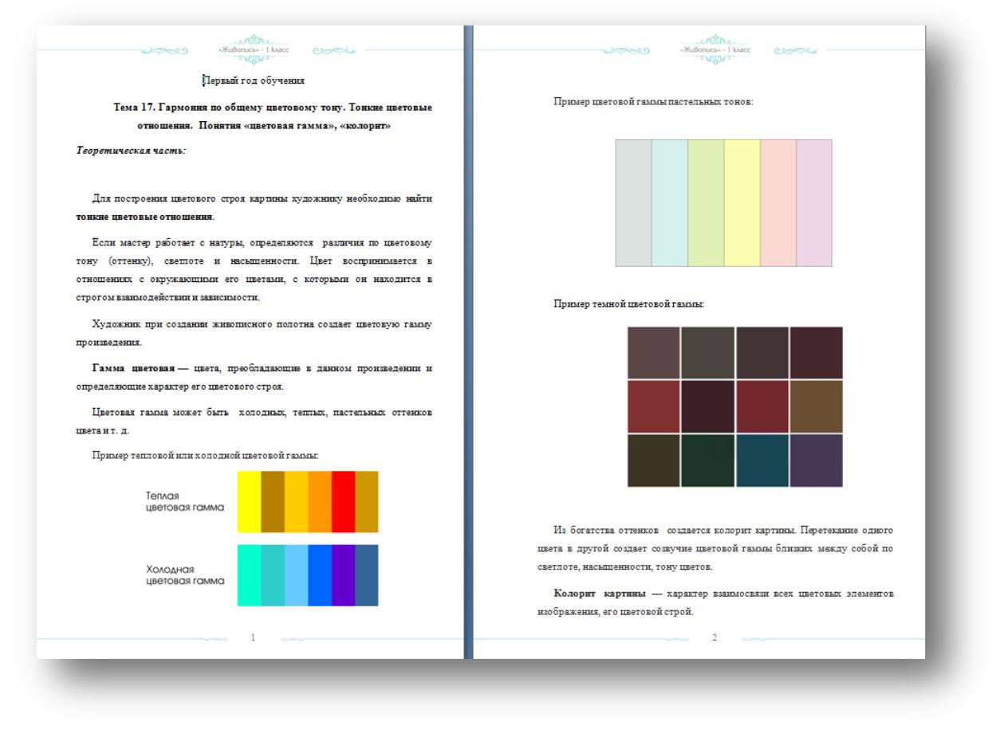 «Живопись» - 1 класс
Первый год обучения
Тема 17. Гармония по общему цветовому тону. Тонкие цветовые
отношения. Понятия «цветовая гамма», «колорит»
Теоретическая часть:
Для построения цветового строя картины художнику необходимо найти
тонкие цветовые отношения.
Если мастер работает с натуры, определяются различия по цветовому
тону (оттенку), светлоте и насыщенности. Цвет воспринимается в
отношениях с окружающими его цветами, с которыми он находится в
строгом взаимодействии и зависимости.
Художник при создании живописного полотна создает цветовую гамму
произведения.
Гамма цветовая — цвета, преобладающие в данном произведении и
определяющие характер его цветового строя.
Цветовая гамма может быть холодных, теплых, пастельных оттенков
цвета и т. д.
Пример тепловой или холодной цветовой гаммы:
Теплая
цветовая гамма
Холодная
цветовая гамма
1
«Живопись» - 1 класс
Пример цветовой гаммы пастельных тонов:
Пример темной цветовой гаммы:
Из богатства оттенков создается колорит картины. Перетекание одного
цвета в другой создает созвучие цветовой гаммы близких между собой по
светлоте, насыщенности, тону цветов.
Колорит картины — характер взаимосвязи всех цветовых элементов
изображения, его цветовой строй.
2